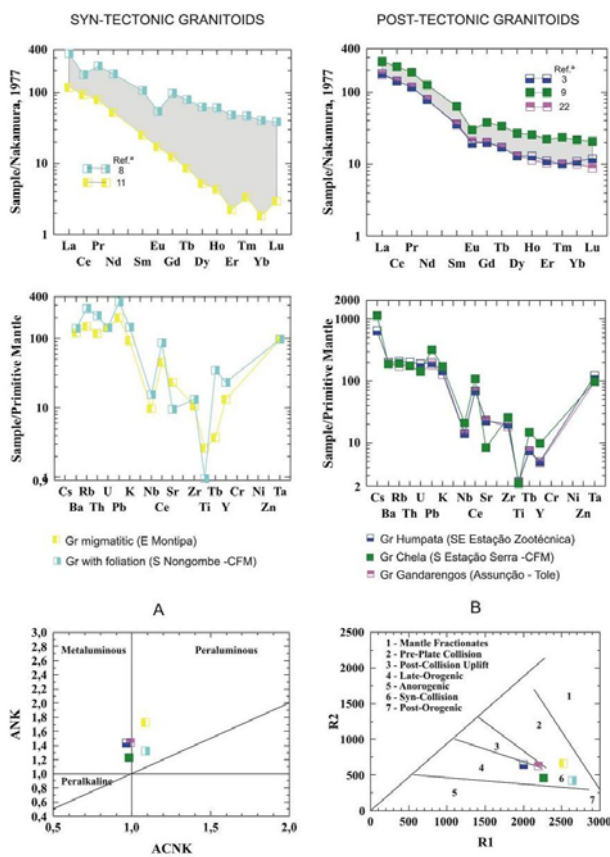 SYN-TECTONIC GRANITOIDS
POST-TECTONIC GRANITOIDS
Sample/Nakamura, 1977
400
100
10
1
Ref.ª
8
11
La Pr Eu Tb Ho Tm Lu
Ce Nd Sm Gd Dy Er Yb
Sample/Nakamura, 1977
400
100
10
1
Ref.ª
3
9
22
La Pr Eu Tb Ho Tm Lu
Ce Nd Sm Gd Dy Er Yb
Sample/Primitive Mantle
400
100
10
1
0,9
4
Cs Rb U K Nb Sr Zr Tb Cr Ni Ta
Ba Th Pb Ce Ti Y Zn
Gr migmatitic (E Montipa)
Gr with foliation (S Nongombe -CFM)
Sample/Primitive Mantle
2000
1000
100
10
2
Cs Rb U K Nb Sr Zr Tb Cr Ni Ta
Ba Th Pb Ce Ti Y Zn
Gr Humpata (SE Estação Zootécnica)
Gr Chela (S Estação Serra -CFM)
Gr Gandarengos (Assunção - Tole)
A
B
ANK
3,0
2,8
2,6
2,4
2,2
2,0
1,8
1,6
1,4
1,2
1,0
0,8
0,6
0,4
Metaluminous
Peraluminous
Peralkaline
0,5 1,0 2,0
ACNK
R2
2500
2000
1500
1000
500
0
1 - Mantle Fractionates
2 - Pre-Plate Collision
3 - Post-Collision Uplift
4 - Late-Orogenic
5 - Anorogenic
6 - Syn-Collision
7 - Post-Orogenic
1
2
3
4
5
6
7
0 500 1000 1500 2000 2500 3000
R1